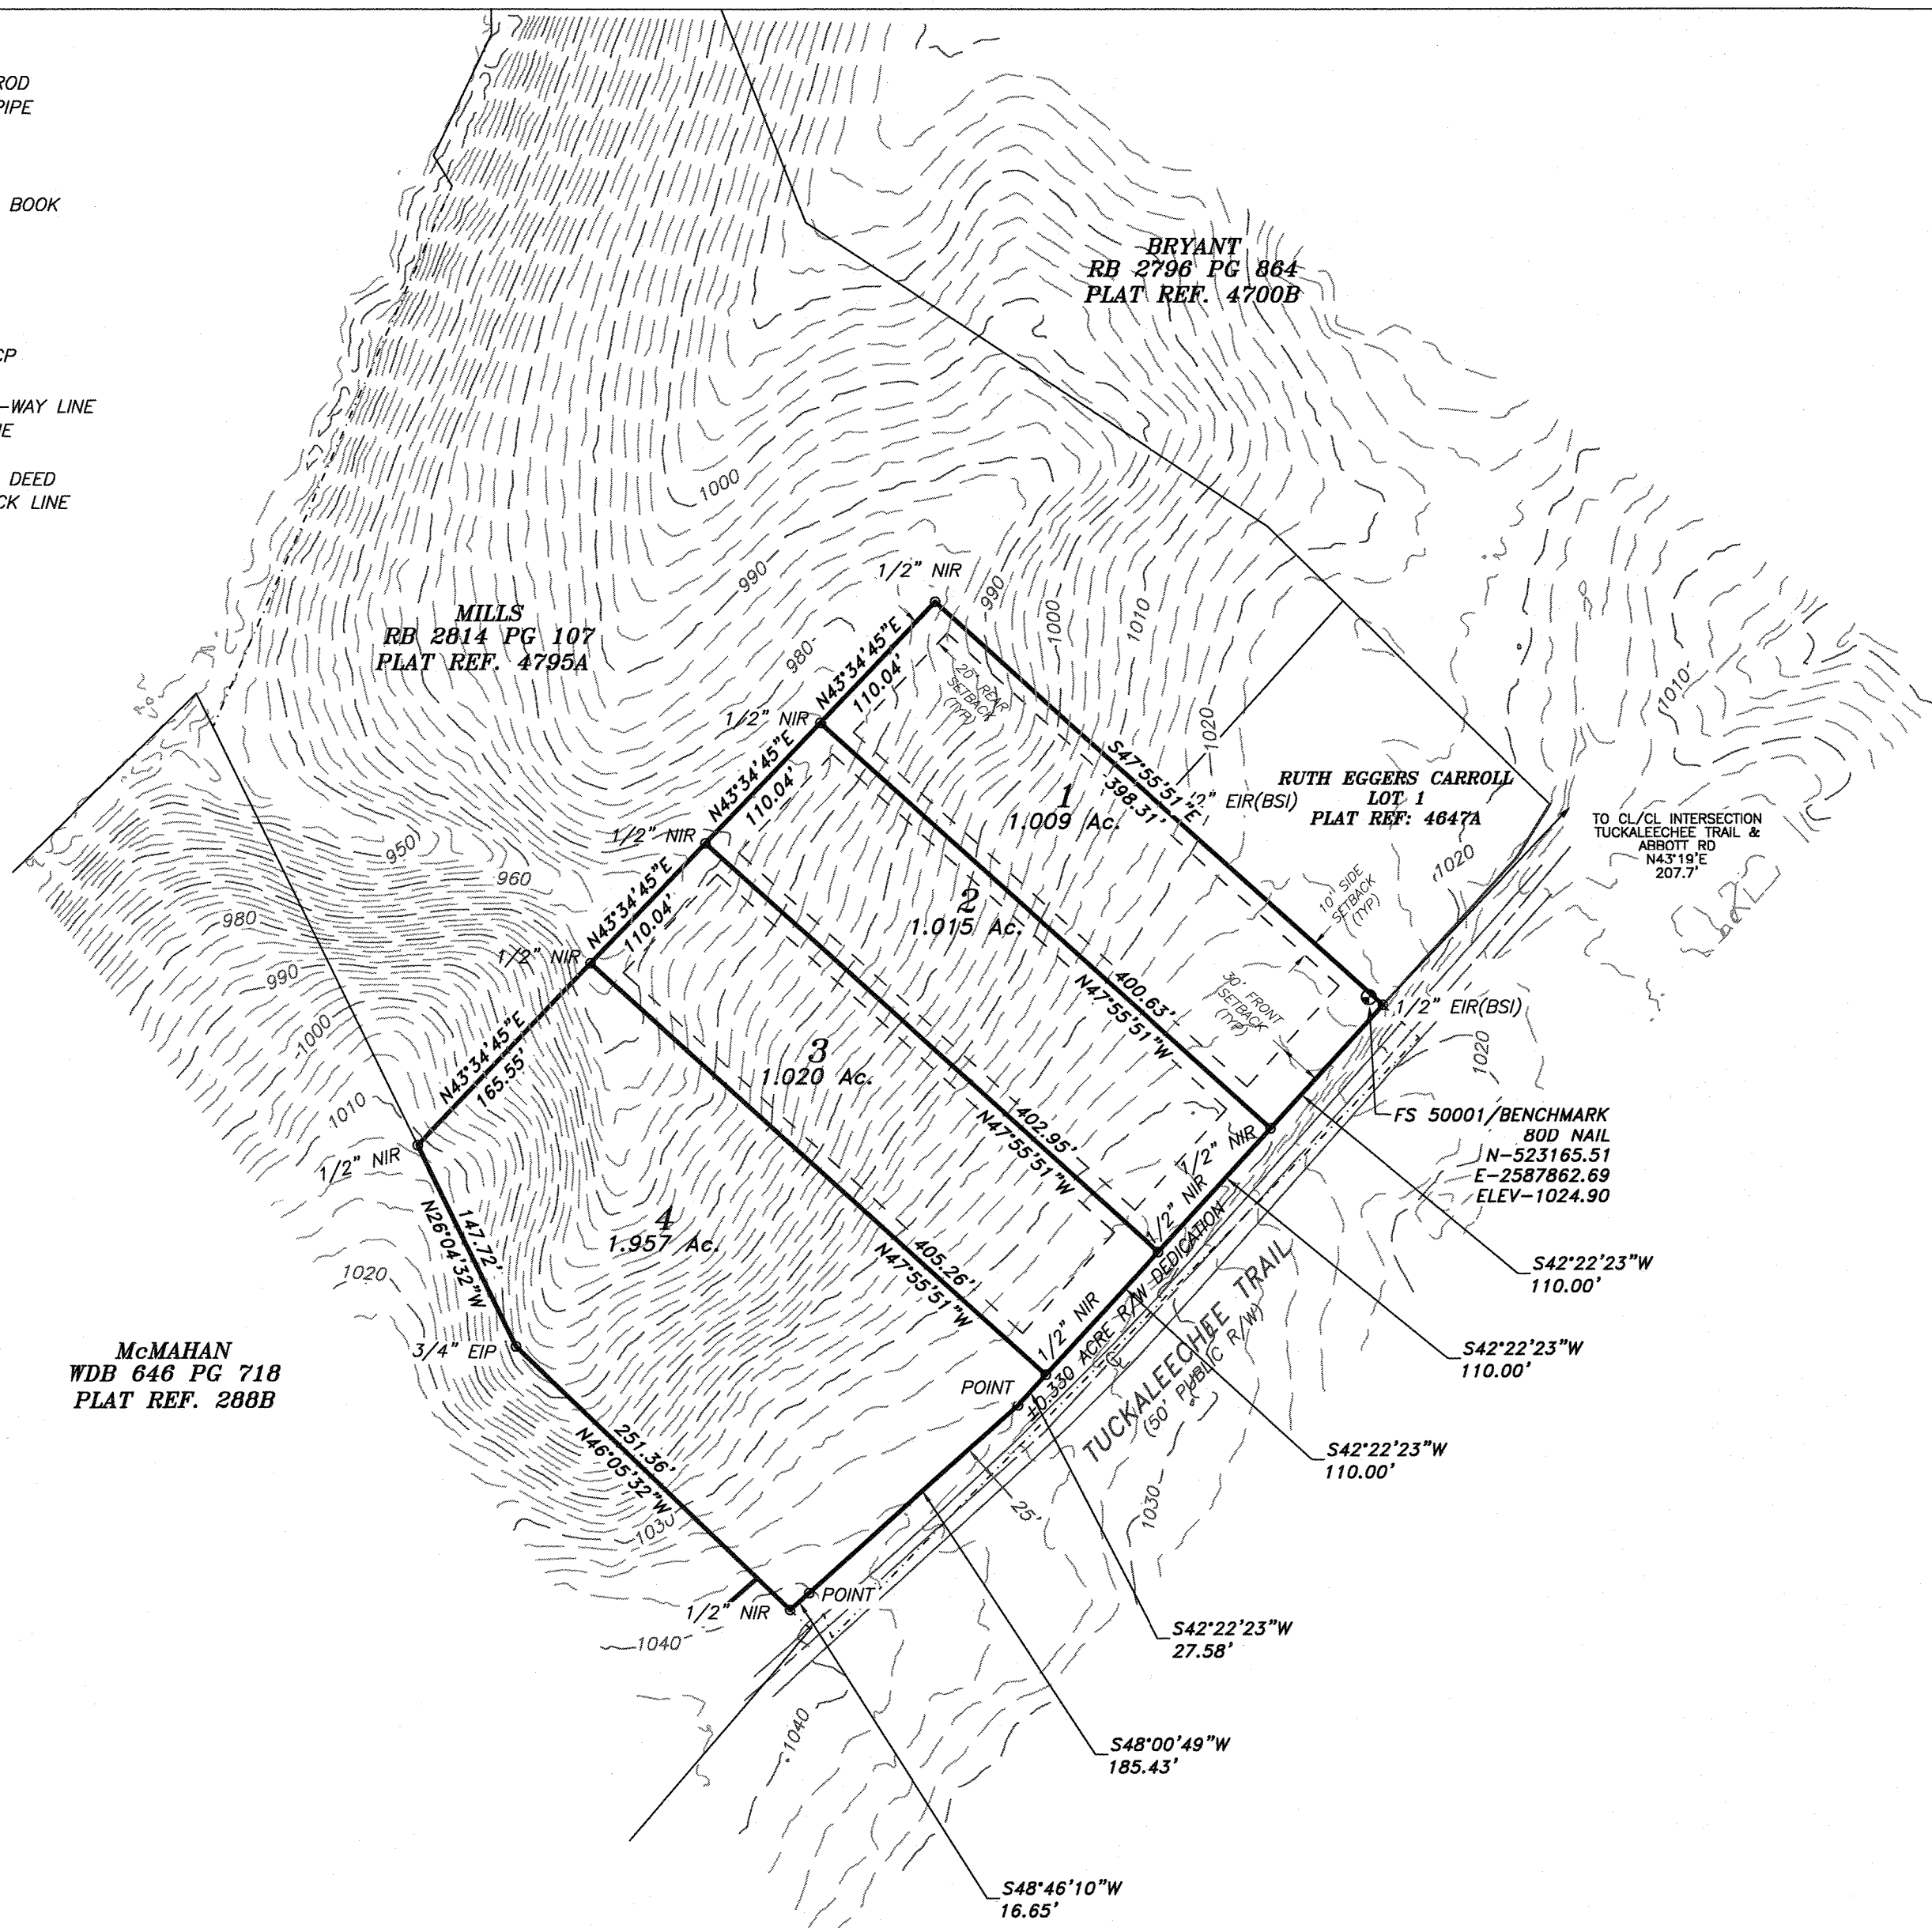 ROD
PIPE
BOOK
CP
-WAY LINE
DEED
CK LINE
BRYANT
RB 2796 PG 864
PLAT REF. 4700B
1000
990
1/2" NIR
990
1000
1010
MILLS
RB 2814 PG 107
PLAT REF. 4795A
980
N43°34'45"E
110.04'
20' REAR
SETBACK
(TYP)
1/2" NIR
1020
1010
S47°55'51"E
398.31'
N43°34'45"E
110.04'
1
1.009 Ac.
EIR(BSI)
RUTH EGGERS CARROLL
LOT 1
PLAT REF: 4647A
TO CL/CL INTERSECTION
TUCKALEECHEE TRAIL &
ABBOTT RD
N43°19'E
207.7'
1/2" NIR
950
960
1020
980
N43°34'45"E
110.04'
2
1.015 Ac.
10' SIDE
SETBACK
(TYP)
1/2" NIR
990
400.63'
N47°55'51"W
30' FRONT
SETBACK
(TYP)
1/2" EIR(BSI)
1000
N43°34'45"E
165.55'
3
1.020 Ac.
1020
1010
402.95'
N47°55'51"W
FS 50001/BENCHMARK
80D NAIL
N-523165.51
E-2587862.69
ELEV-1024.90
1/2" NIR
1/2" NIR
147.72'
N26°04'32"W
4
1.957 Ac.
405.26'
N47°55'51"W
1/2" NIR
1020
S42°22'23"W
110.00'
3/4" EIP
McMAHAN
WDB 646 PG 718
PLAT REF. 288B
1/2" NIR
±0.330 ACRE R/W DEDICATION
TUCKALEECHEE TRAIL
(50' PUBLIC R/W)
S42°22'23"W
110.00'
POINT
251.36'
N46°05'32"W
S42°22'23"W
110.00'
1030
25'
1030
POINT
1/2" NIR
1040
S42°22'23"W
27.58'
1040
S48°00'49"W
185.43'
S48°46'10"W
16.65'